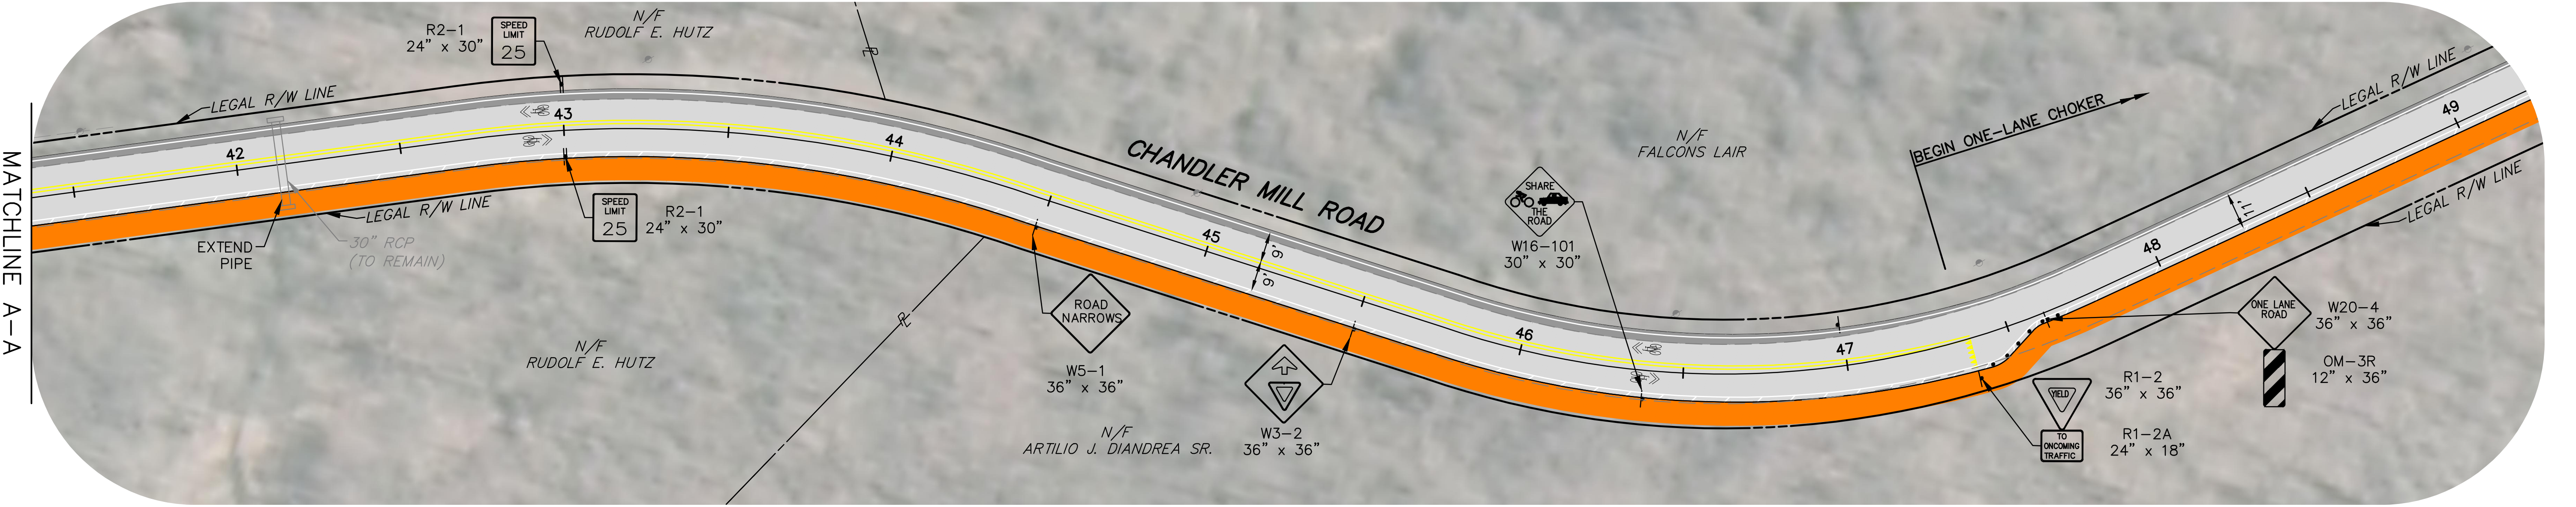 MATCHLINE A-A
R2-1
24" x 30"
SPEED
LIMIT
25
N/F
RUDOLF E. HUTZ
LEGAL R/W LINE
42
43
44
45
46
47
48
49
EXTEND
PIPE
30" RCP
(TO REMAIN)
LEGAL R/W LINE
SPEED
LIMIT
25
R2-1
24" x 30"
N/F
RUDOLF E. HUTZ
CHANDLER MILL ROAD
9'
9'
ROAD
NARROWS
W5-1
36" x 36"
N/F
ARTILIO J. DIANDREA SR.
W3-2
36" x 36"
SHARE
THE
ROAD
W16-101
30" x 30"
N/F
FALCONS LAIR
BEGIN ONE-LANE CHOKER
LEGAL R/W LINE
11'
LEGAL R/W LINE
ONE LANE
ROAD
W20-4
36" x 36"
OM-3R
12" x 36"
YIELD
R1-2
36" x 36"
TO
ONCOMING
TRAFFIC
R1-2A
24" x 18"